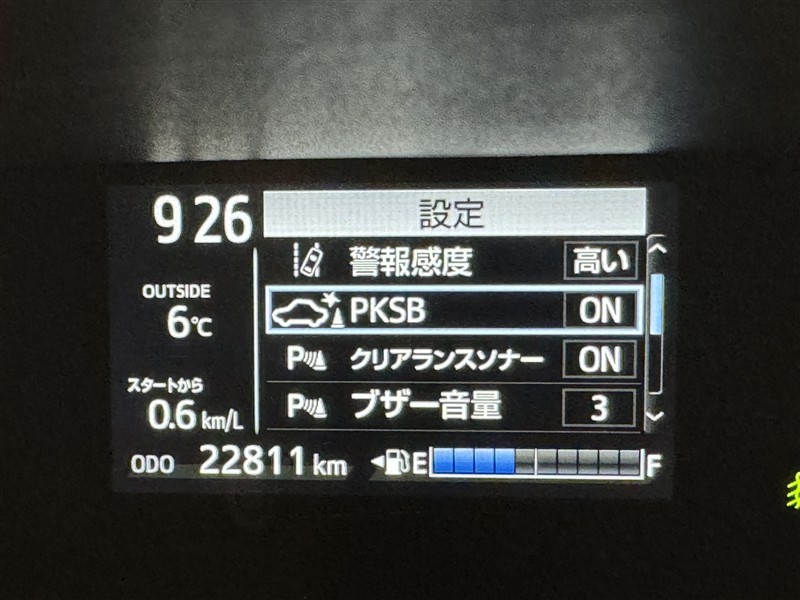 9 26
設定
警報感度 高い
OUTSIDE
6℃
PKSB ON
P クリアランスソナー ON
スタートから
0.6 km/L
P ブザー音量 3
ODO 22811 km E F